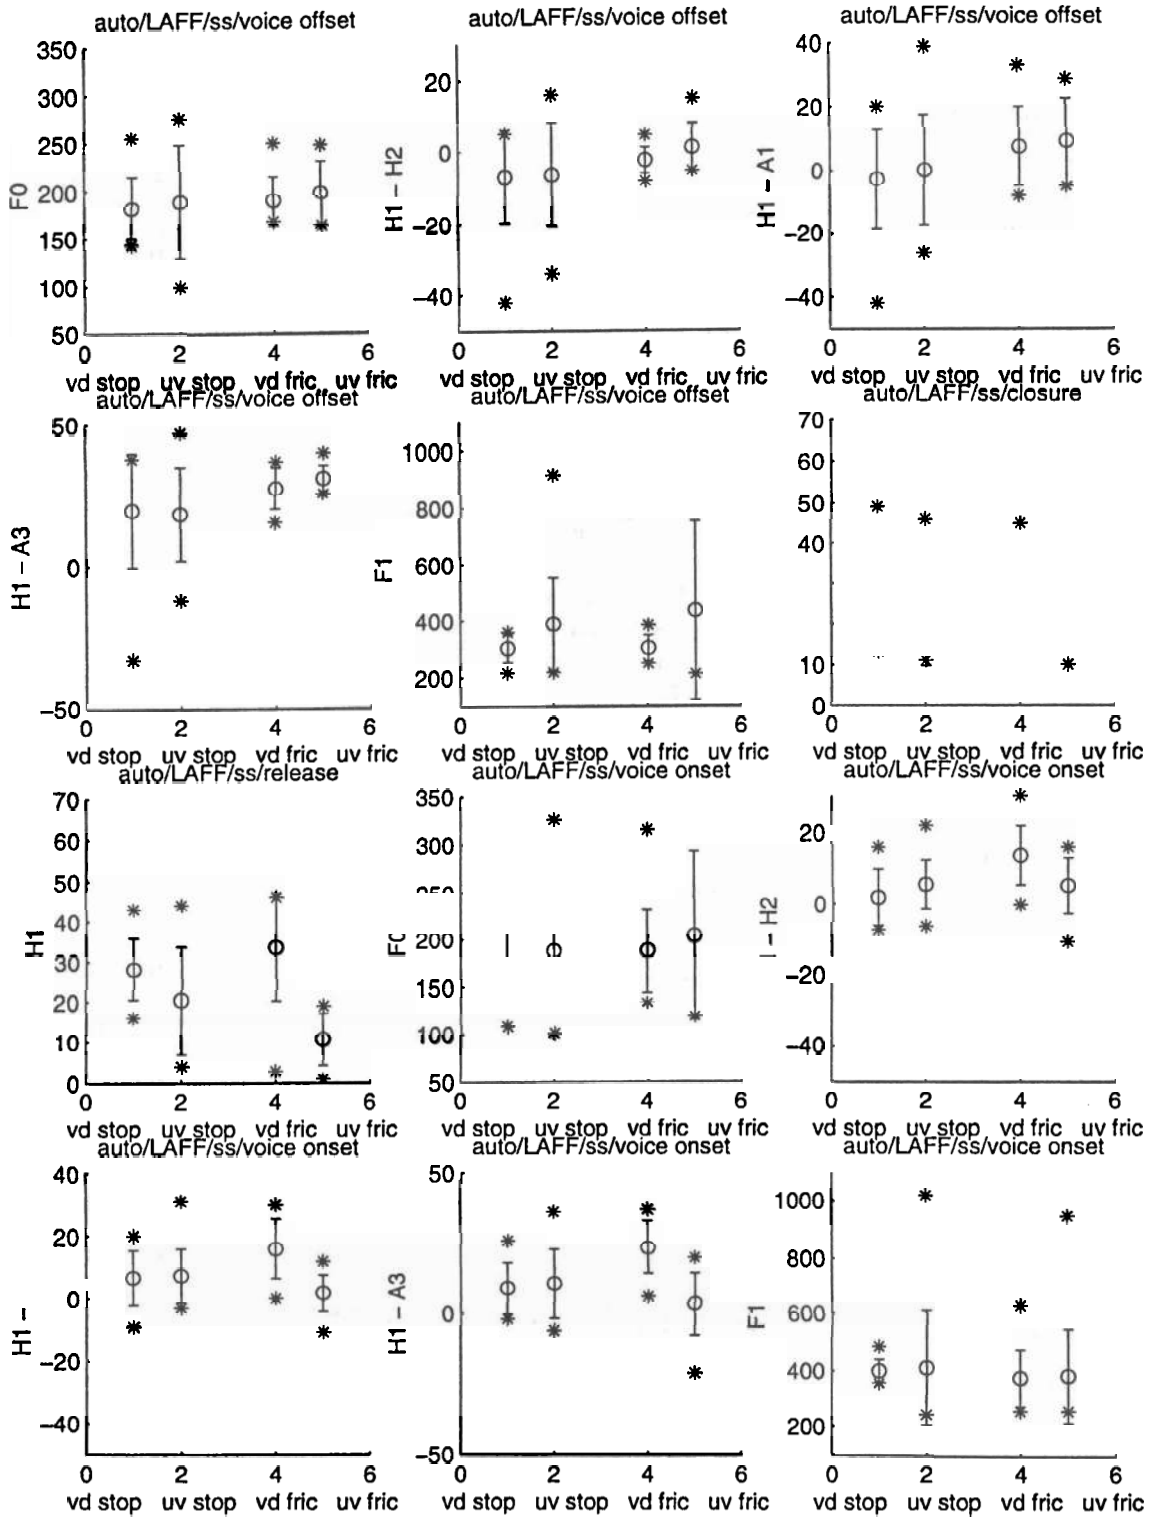 auto/LAFF/ss/voice offset
F0
350
300
250
200
150
100
50
0 2 4 6
vd stop uv stop vd fric uv fric
auto/LAFF/ss/voice offset
H1 - H2
20
0
-20
-40
0 2 4 6
vd stop uv stop vd fric uv fric
auto/LAFF/ss/voice offset
H1 - A1
40
20
0
-20
-40
0 2 4 6
vd stop uv stop vd fric uv fric
auto/LAFF/ss/voice offset
H1 - A3
50
0
-50
0 2 4 6
vd stop uv stop vd fric uv fric
auto/LAFF/ss/voice offset
F1
1000
800
600
400
200
0 2 4 6
vd stop uv stop vd fric uv fric
auto/LAFF/ss/closure
70
60
50
40
10
0
0 2 4 6
vd stop uv stop vd fric uv fric
auto/LAFF/ss/release
H1
70
60
50
40
30
20
10
0
0 2 4 6
vd stop uv stop vd fric uv fric
auto/LAFF/ss/voice onset
350
300
200
150
100
50
0 2 4 6
vd stop uv stop vd fric uv fric
auto/LAFF/ss/voice onset
- H2
20
0
-20
-40
0 2 4 6
vd stop uv stop vd fric uv fric
auto/LAFF/ss/voice onset
H1 -
40
20
0
-20
-40
0 2 4 6
vd stop uv stop vd fric uv fric
auto/LAFF/ss/voice onset
H1 - A3
50
0
-50
0 2 4 6
vd stop uv stop vd fric uv fric
auto/LAFF/ss/voice onset
F1
1000
800
600
400
200
0 2 4 6
vd stop uv stop vd fric uv fric